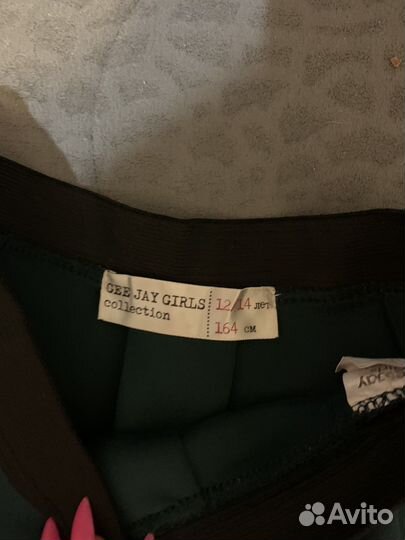 GEE JAY GIRLS
collection
12/14 лет
164 см
Avito